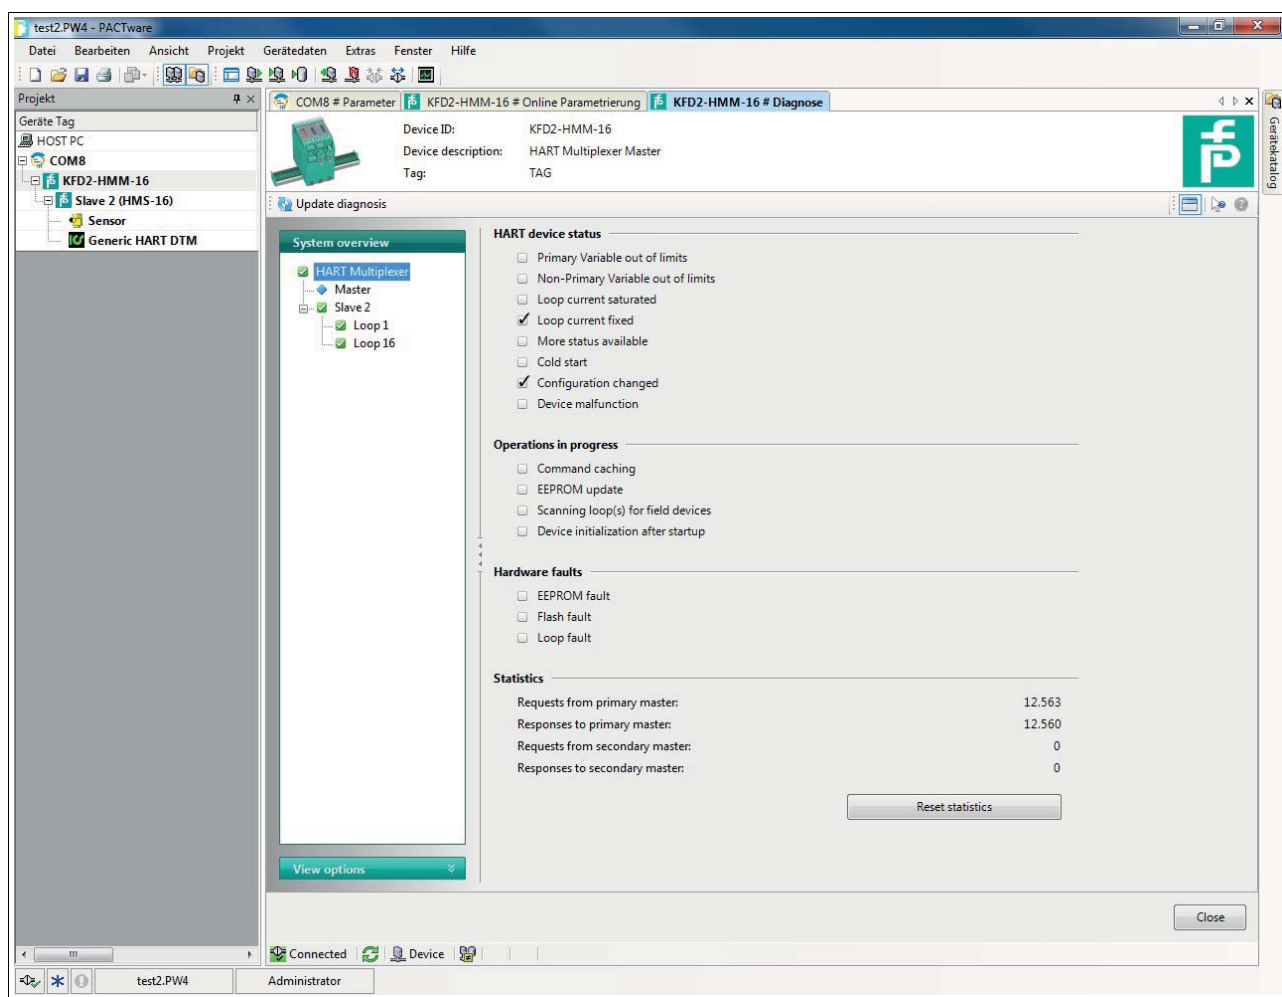 test2.PW4 - PACTware
Datei Bearbeiten Ansicht Projekt Gerätedaten Extras Fenster Hilfe
Projekt
Geräte Tag
HOST PC
COM8
KFD2-HMM-16
Slave 2 (HMS-16)
Sensor
Generic HART DTM
COM8 # Parameter
KFD2-HMM-16 # Online Parametrierung
KFD2-HMM-16 # Diagnose
Gerätekatalog
Device ID: KFD2-HMM-16
Device description: HART Multiplexer Master
Tag: TAG
Update diagnosis
System overview
HART Multiplexer
Master
Slave 2
Loop 1
Loop 16
View options
HART device status
Primary Variable out of limits
Non-Primary Variable out of limits
Loop current saturated
Loop current fixed
More status available
Cold start
Configuration changed
Device malfunction
Operations in progress
Command caching
EEPROM update
Scanning loop(s) for field devices
Device initialization after startup
Hardware faults
EEPROM fault
Flash fault
Loop fault
Statistics
Requests from primary master: 12.563
Responses to primary master: 12.560
Requests from secondary master: 0
Responses to secondary master: 0
Reset statistics
Close
Connected Device
test2.PW4 Administrator